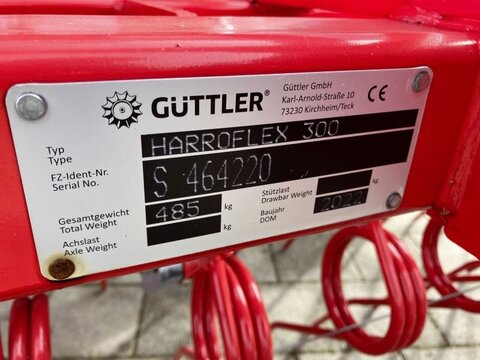 GÜTTLER®
Güttler GmbH
Karl-Arnold-Straße 10
73230 Kirchheim/Teck
CE
Typ
Type
HARROFLEX 300
FZ-Ident-Nr.
Serial No.
S 464220
Gesamtgewicht
Total Weight
485 kg
Stützlast
Drawbar Weight
kg
Achslast
Axle Weight
kg
Baujahr
DOM
2022